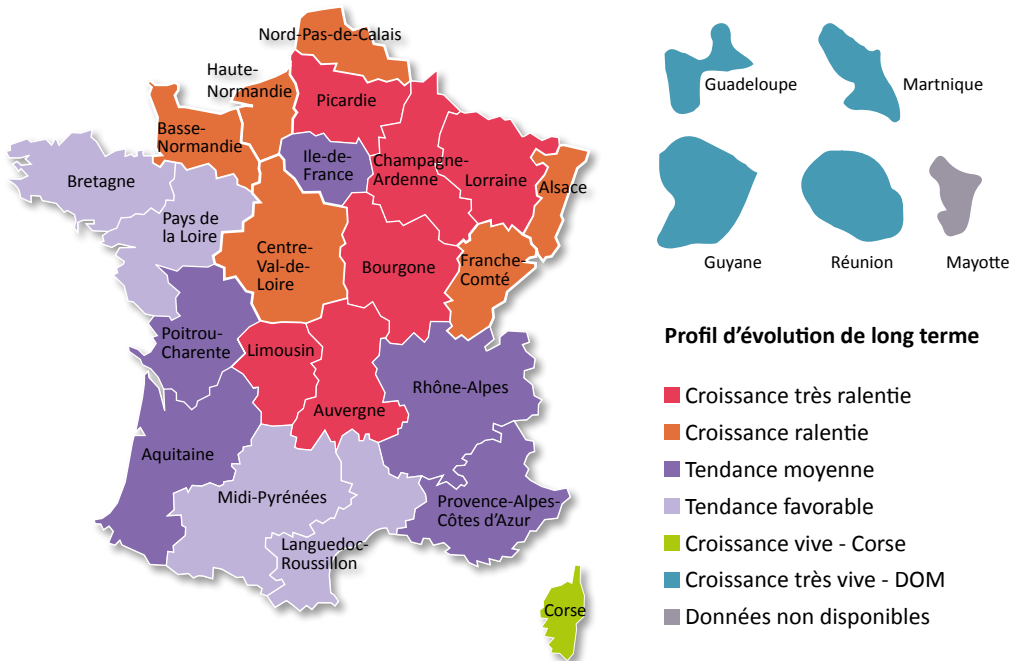 Nord-Pas-de-Calais
Haute-
Normandie
Picardie
Basse-
Normandie
Ile-de-
France
Champagne-
Ardenne
Lorraine
Alsace
Bretagne
Pays de
la Loire
Centre-
Val-de-
Loire
Bourgone
Franche-
Comté
Poitrou-
Charente
Limousin
Auvergne
Rhône-Alpes
Aquitaine
Midi-Pyrénées
Languedoc-
Roussillon
Provence-Alpes-
Côtes d'Azur
Corse
Guadeloupe
Martnique
Guyane
Réunion
Mayotte
Profil d’évolution de long terme
Croissance très ralentie
Croissance ralentie
Tendance moyenne
Tendance favorable
Croissance vive - Corse
Croissance très vive - DOM
Données non disponibles